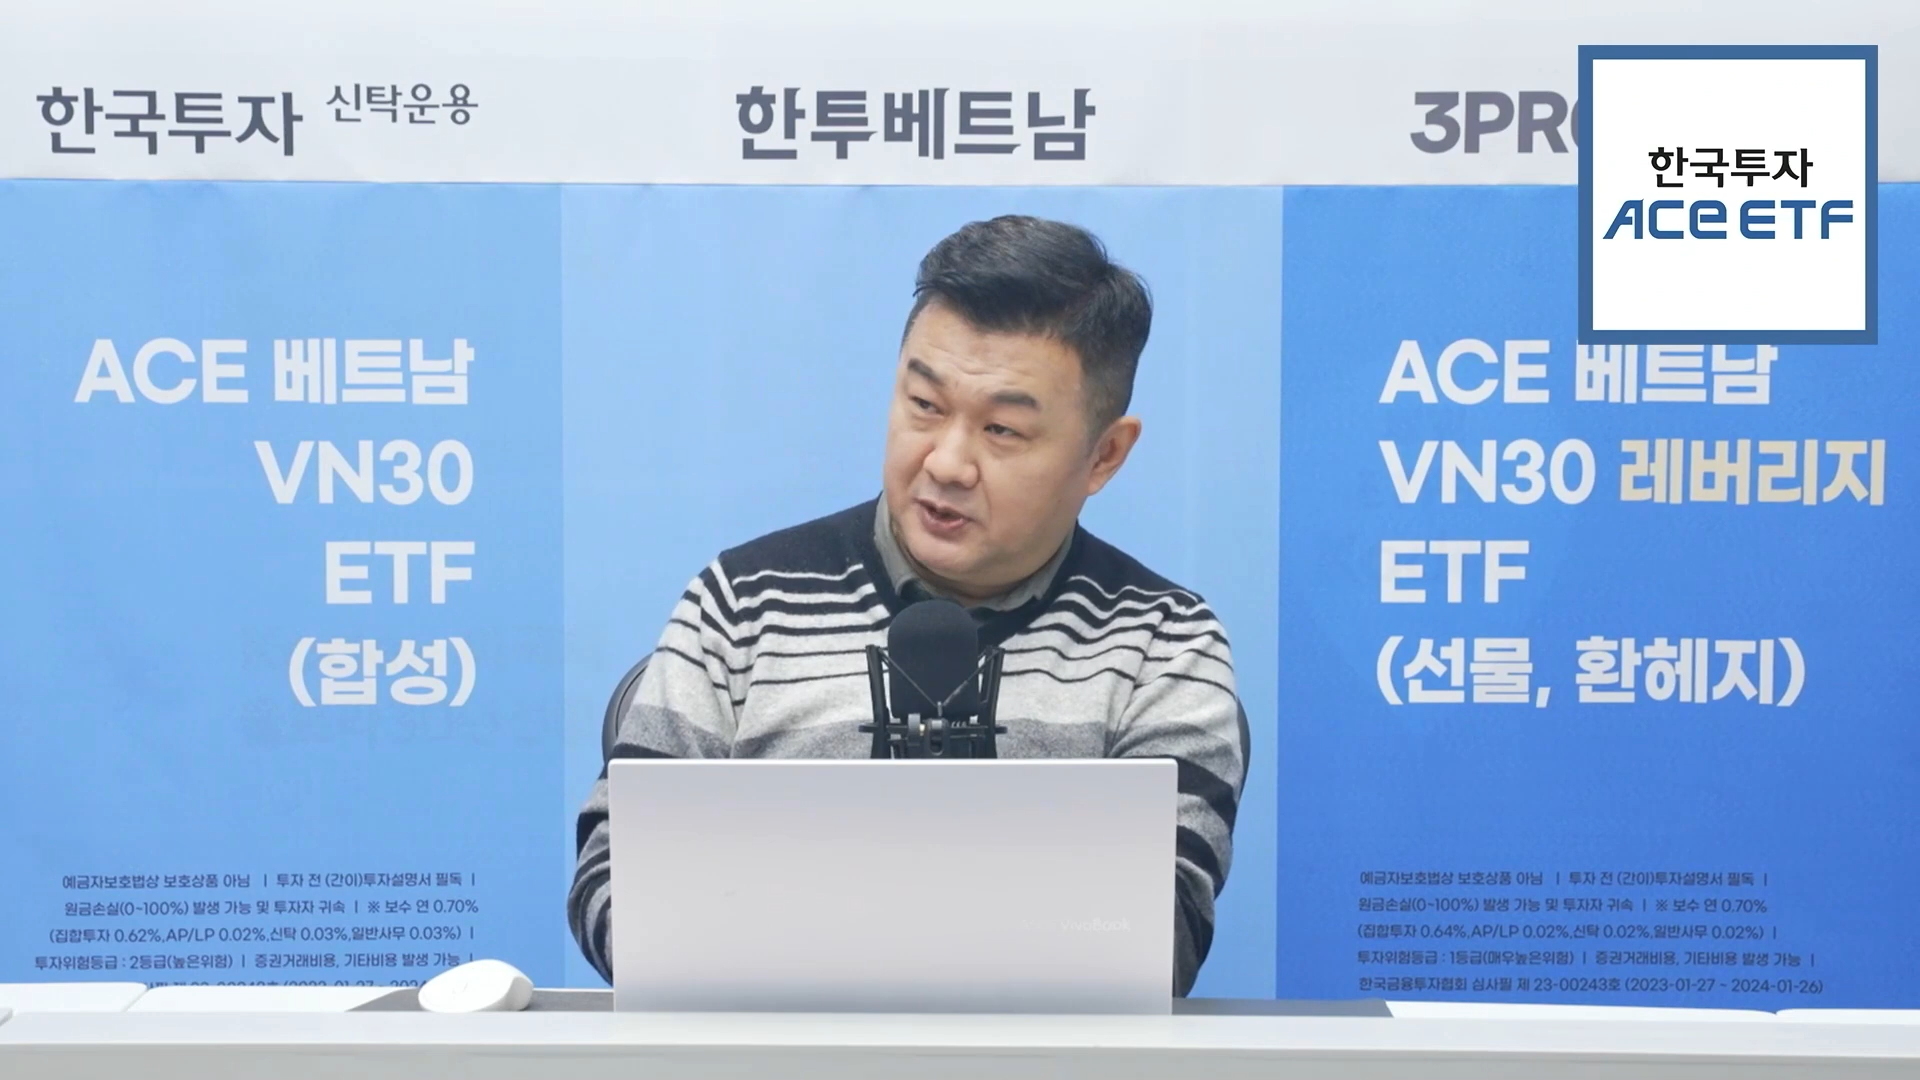 한국투자 신탁운용
한투베트남
3PR
한국투자
ACE ETF
ACE 베트남
VN30
ETF
(합성)
예금자보호법상 보호상품 아님 | 투자 전 (간이)투자설명서 필독 |
원금손실(0~100%) 발생 가능 및 투자자 귀속 | ※ 보수 연 0.70%
(집합투자 0.62%,AP/LP 0.02%,신탁 0.03%,일반사무 0.03%) |
투자위험등급 : 2등급(높은위험) | 증권거래비용, 기타비용 발생 가능 |
ACE 베트남
VN30 레버리지
ETF
(선물, 환헤지)
예금자보호법상 보호상품 아님 | 투자 전 (간이)투자설명서 필독 |
원금손실(0~100%) 발생 가능 및 투자자 귀속 | ※ 보수 연 0.70%
(집합투자 0.64%,AP/LP 0.02%,신탁 0.02%,일반사무 0.02%) |
투자위험등급 : 1등급(매우높은위험) | 증권거래비용, 기타비용 발생 가능 |
한국금융투자협회 심사필 제 23-00243호 (2023-01-27 ~ 2024-01-26)
VivoBook